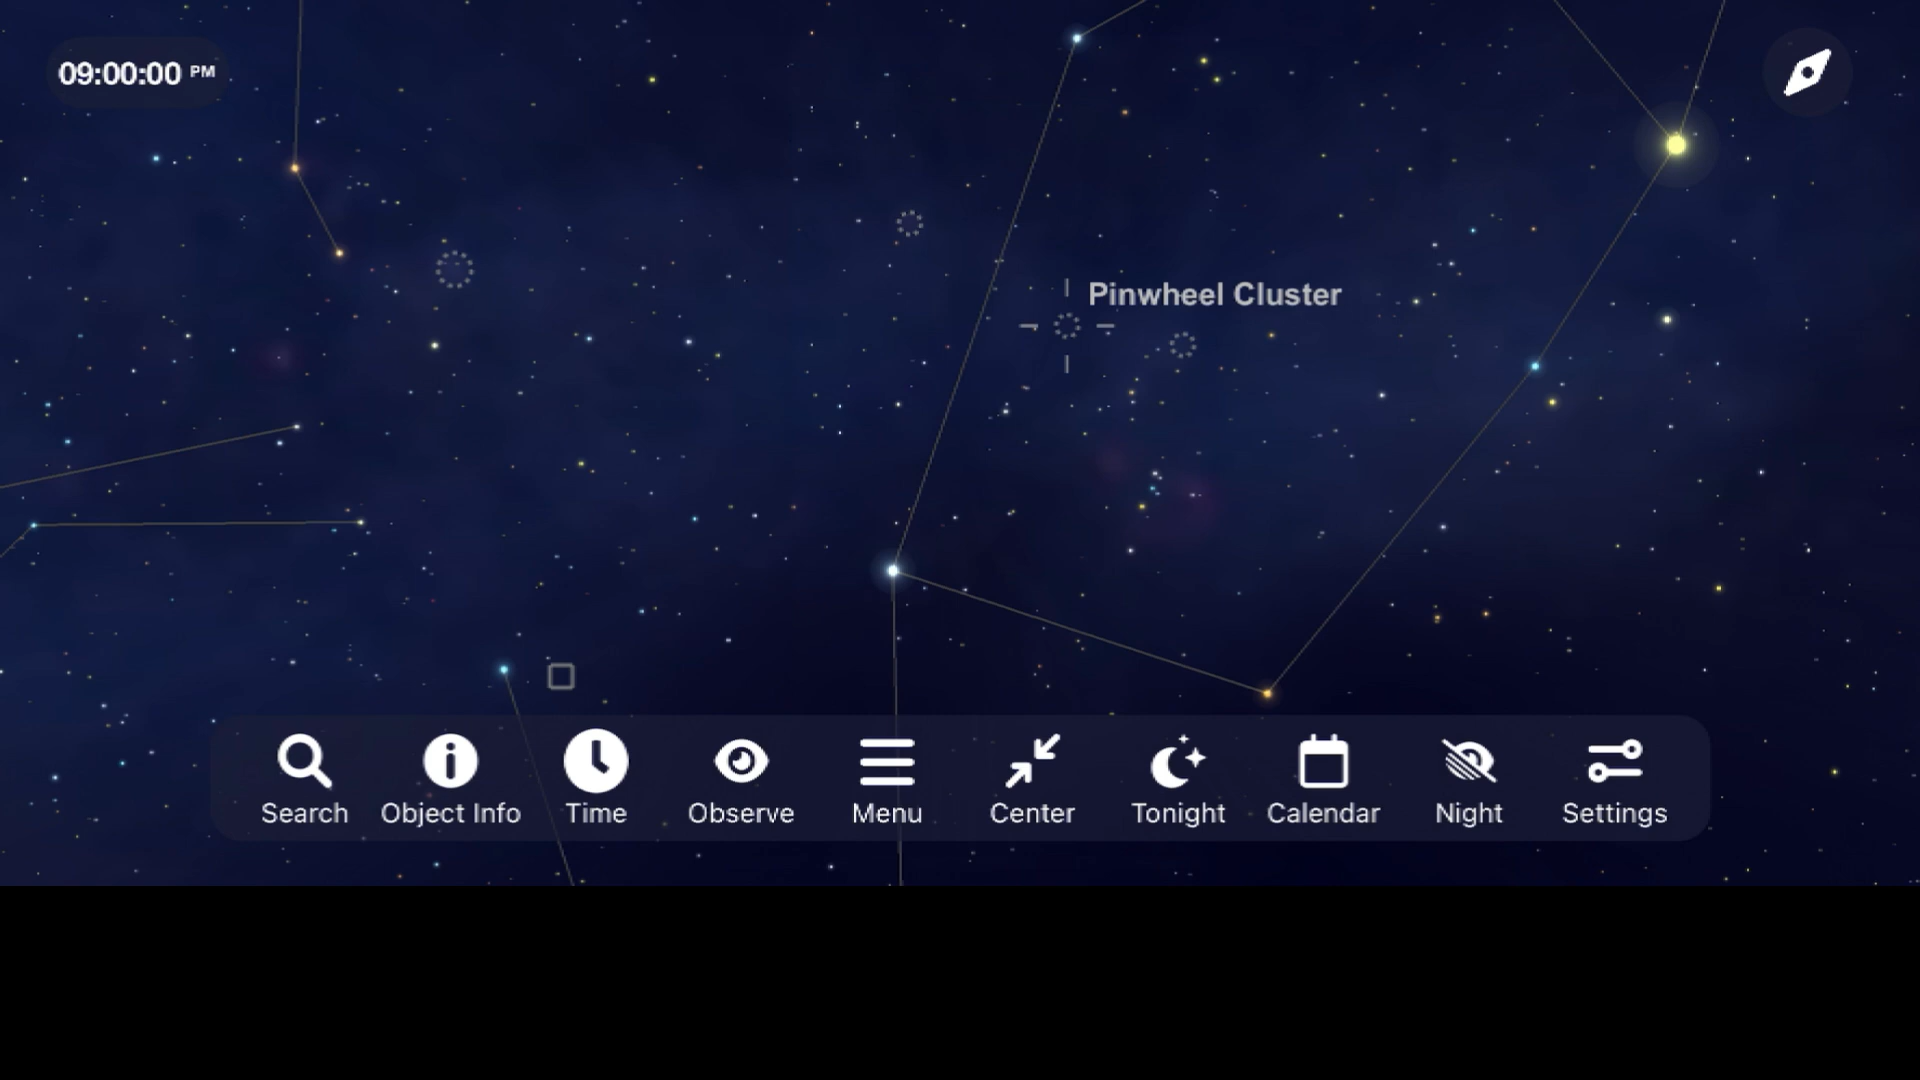 09:00:00 PM
Pinwheel Cluster
Search
Object Info
Time
Observe
Menu
Center
Tonight
Calendar
Night
Settings